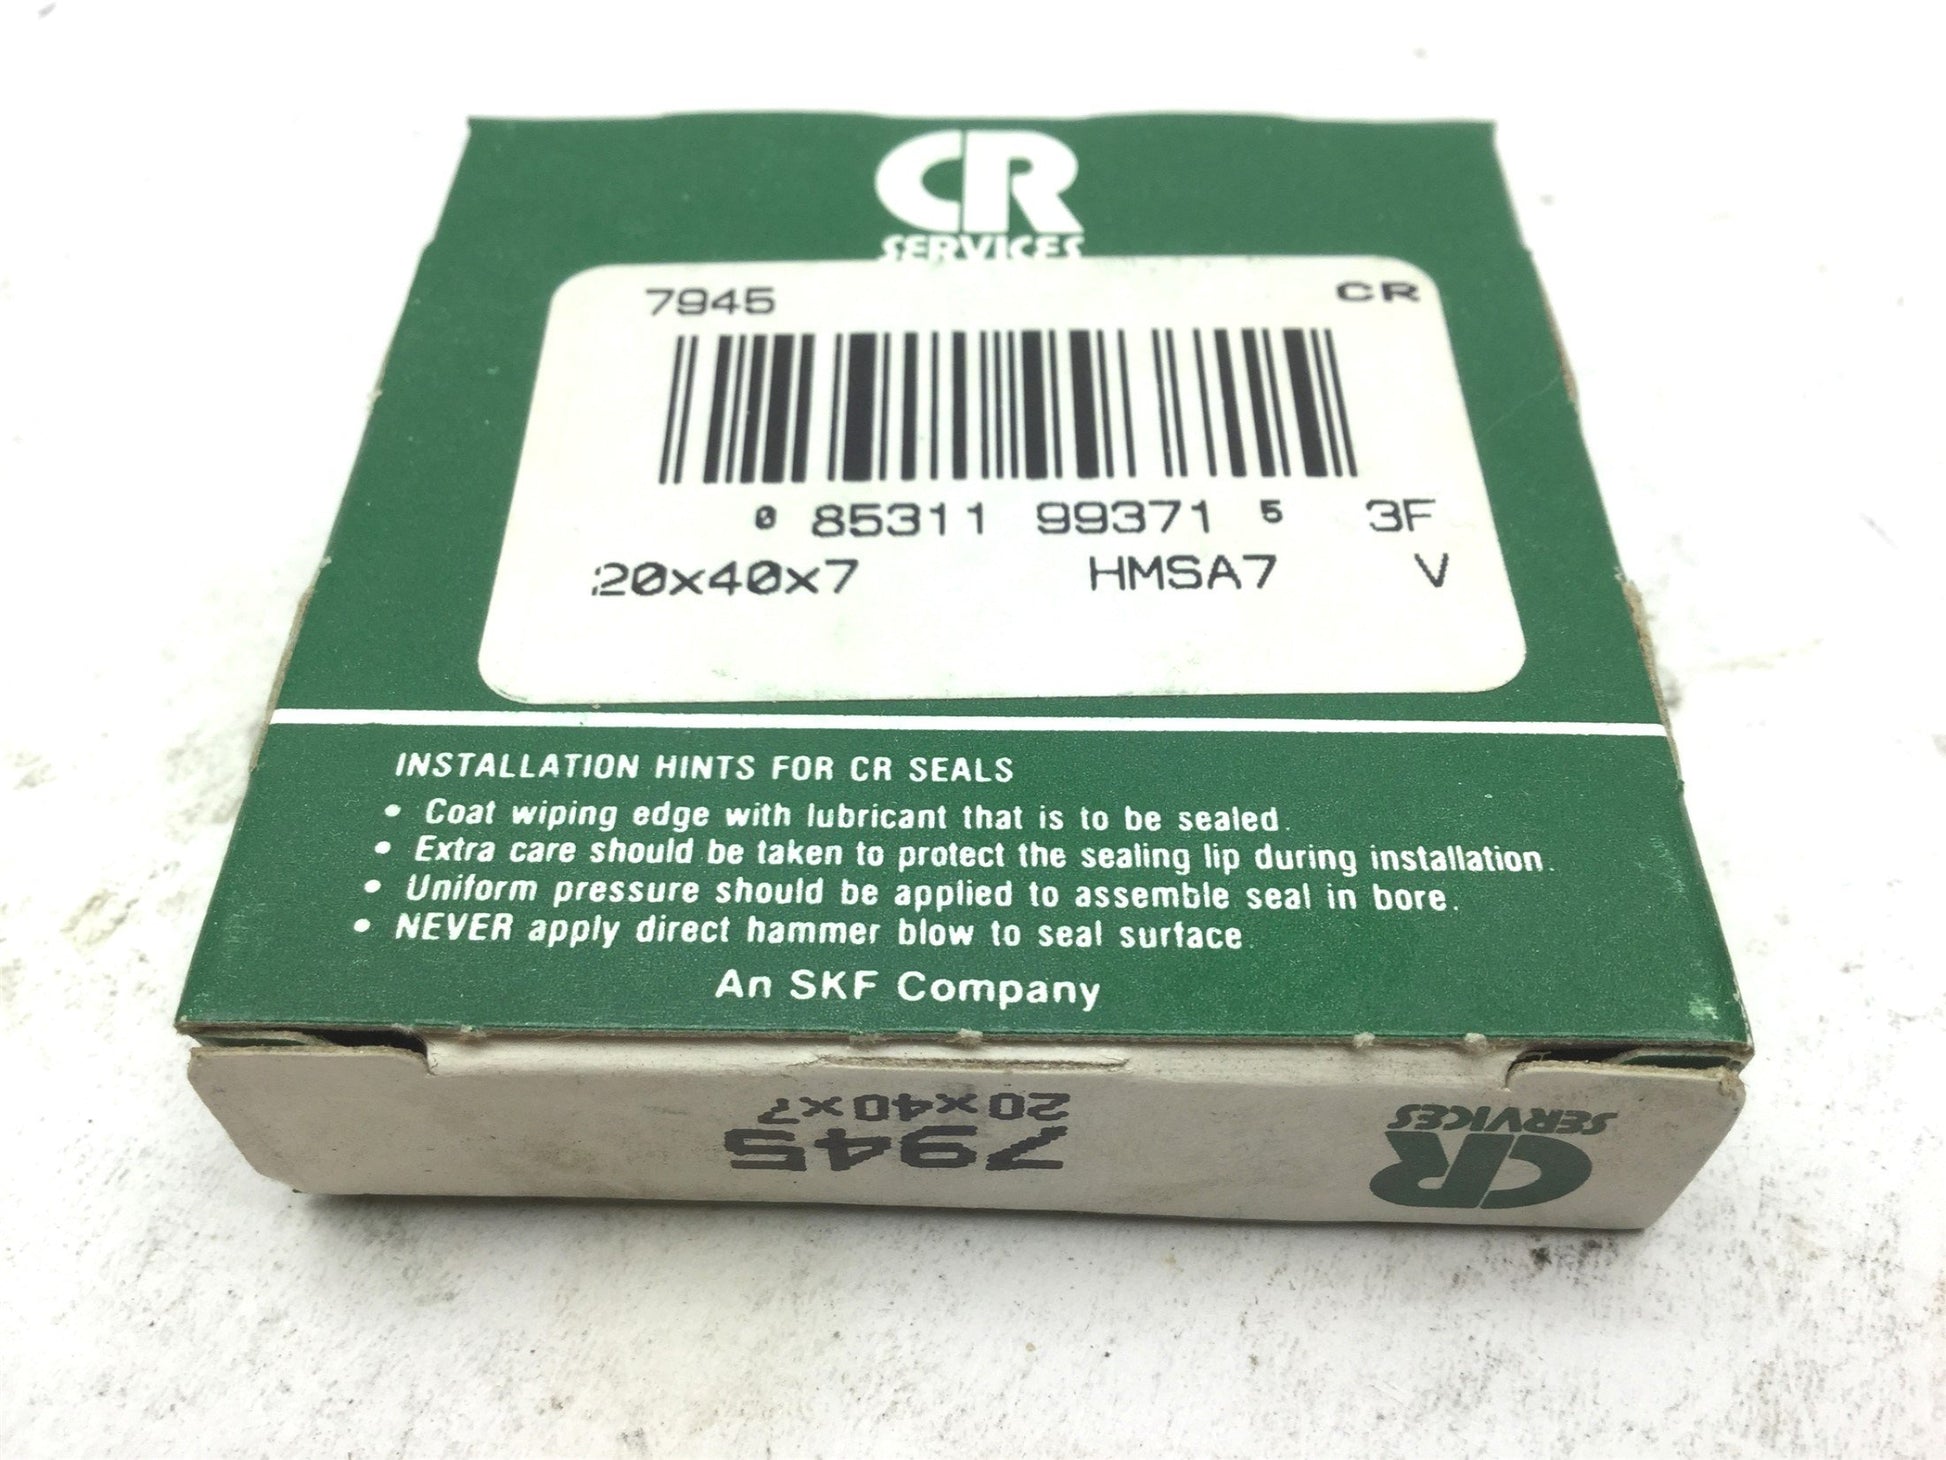 CR
SERVICES
7945 CR
0 85311 99371 5 3F
20x40x7 HMSA7 V
INSTALLATION HINTS FOR CR SEALS
• Coat wiping edge with lubricant that is to be sealed.
• Extra care should be taken to protect the sealing lip during installation.
• Uniform pressure should be applied to assemble seal in bore.
• NEVER apply direct hammer blow to seal surface.
An SKF Company
CR
SERVICES
7945
20x40x7